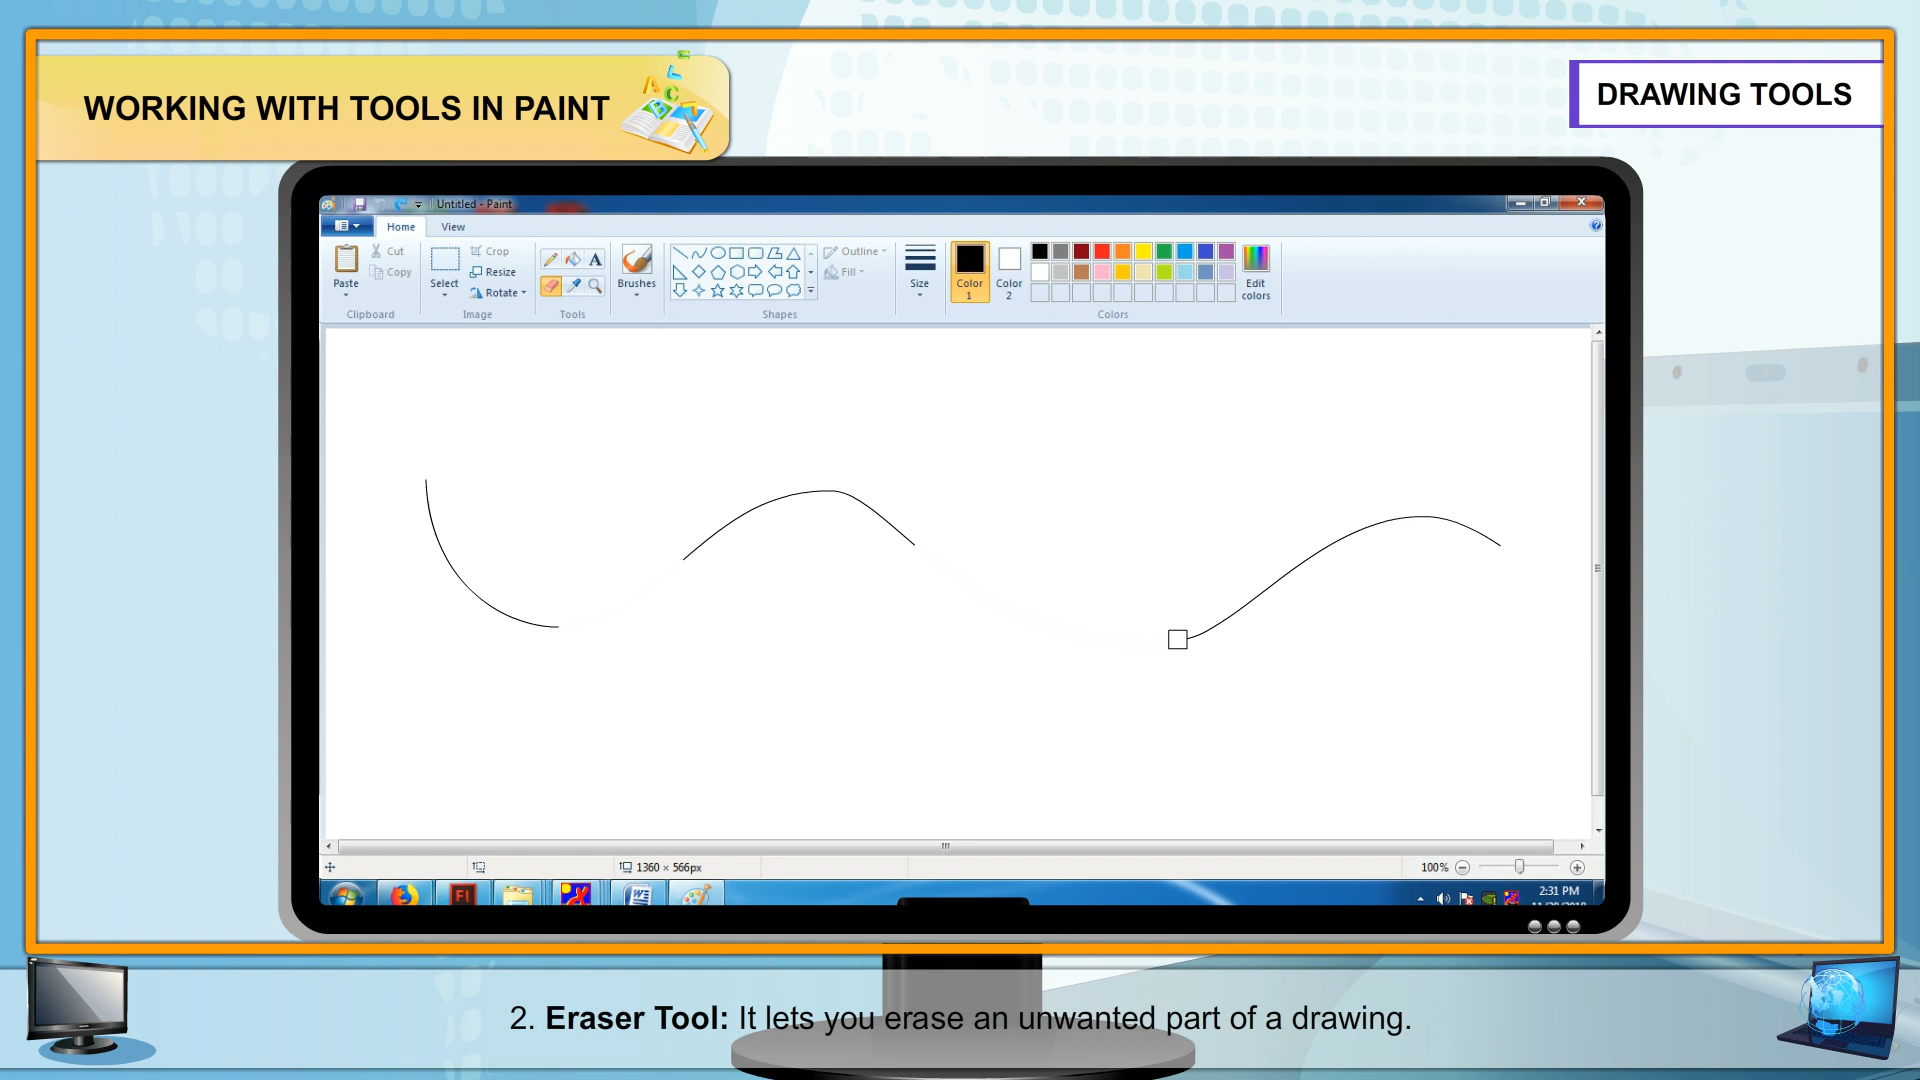 WORKING WITH TOOLS IN PAINT
DRAWING TOOLS
Untitled - Paint
Home View
Cut
Copy
Paste
Clipboard
Crop
Resize
Rotate
Select
Image
A
Tools
Brushes
Outline
Fill
Shapes
Size
Color 1
Color 2
Edit colors
Colors
1360 × 566px
100%
Fl
W
2:31 PM
2. Eraser Tool: It lets you erase an unwanted part of a drawing.